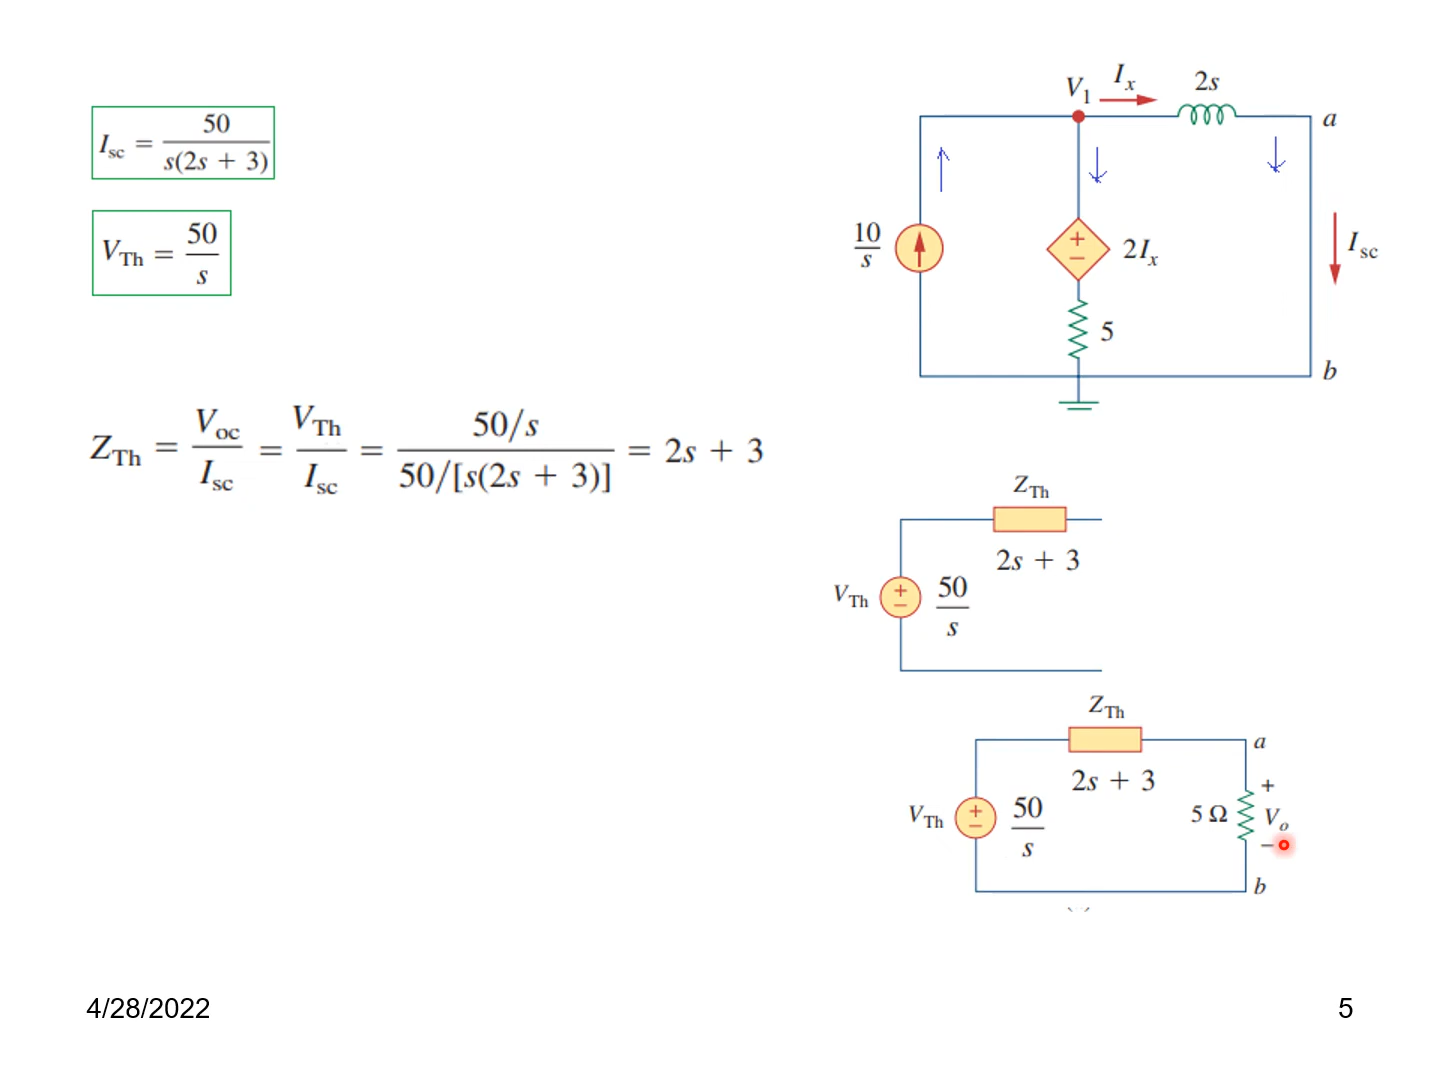 I_sc = 50 / s(2s + 3)
V_Th = 50 / s
Z_Th = V_oc / I_sc = V_Th / I_sc = 50/s / 50/[s(2s + 3)] = 2s + 3
V_1 I_x 2s
a
10 / s
+
−
2I_x
I_sc
5
b
Z_Th
2s + 3
V_Th
+
−
50 / s
Z_Th
a
2s + 3
V_Th
+
−
50 / s
5 Ω
+
V_o
−
b
4/28/2022
5